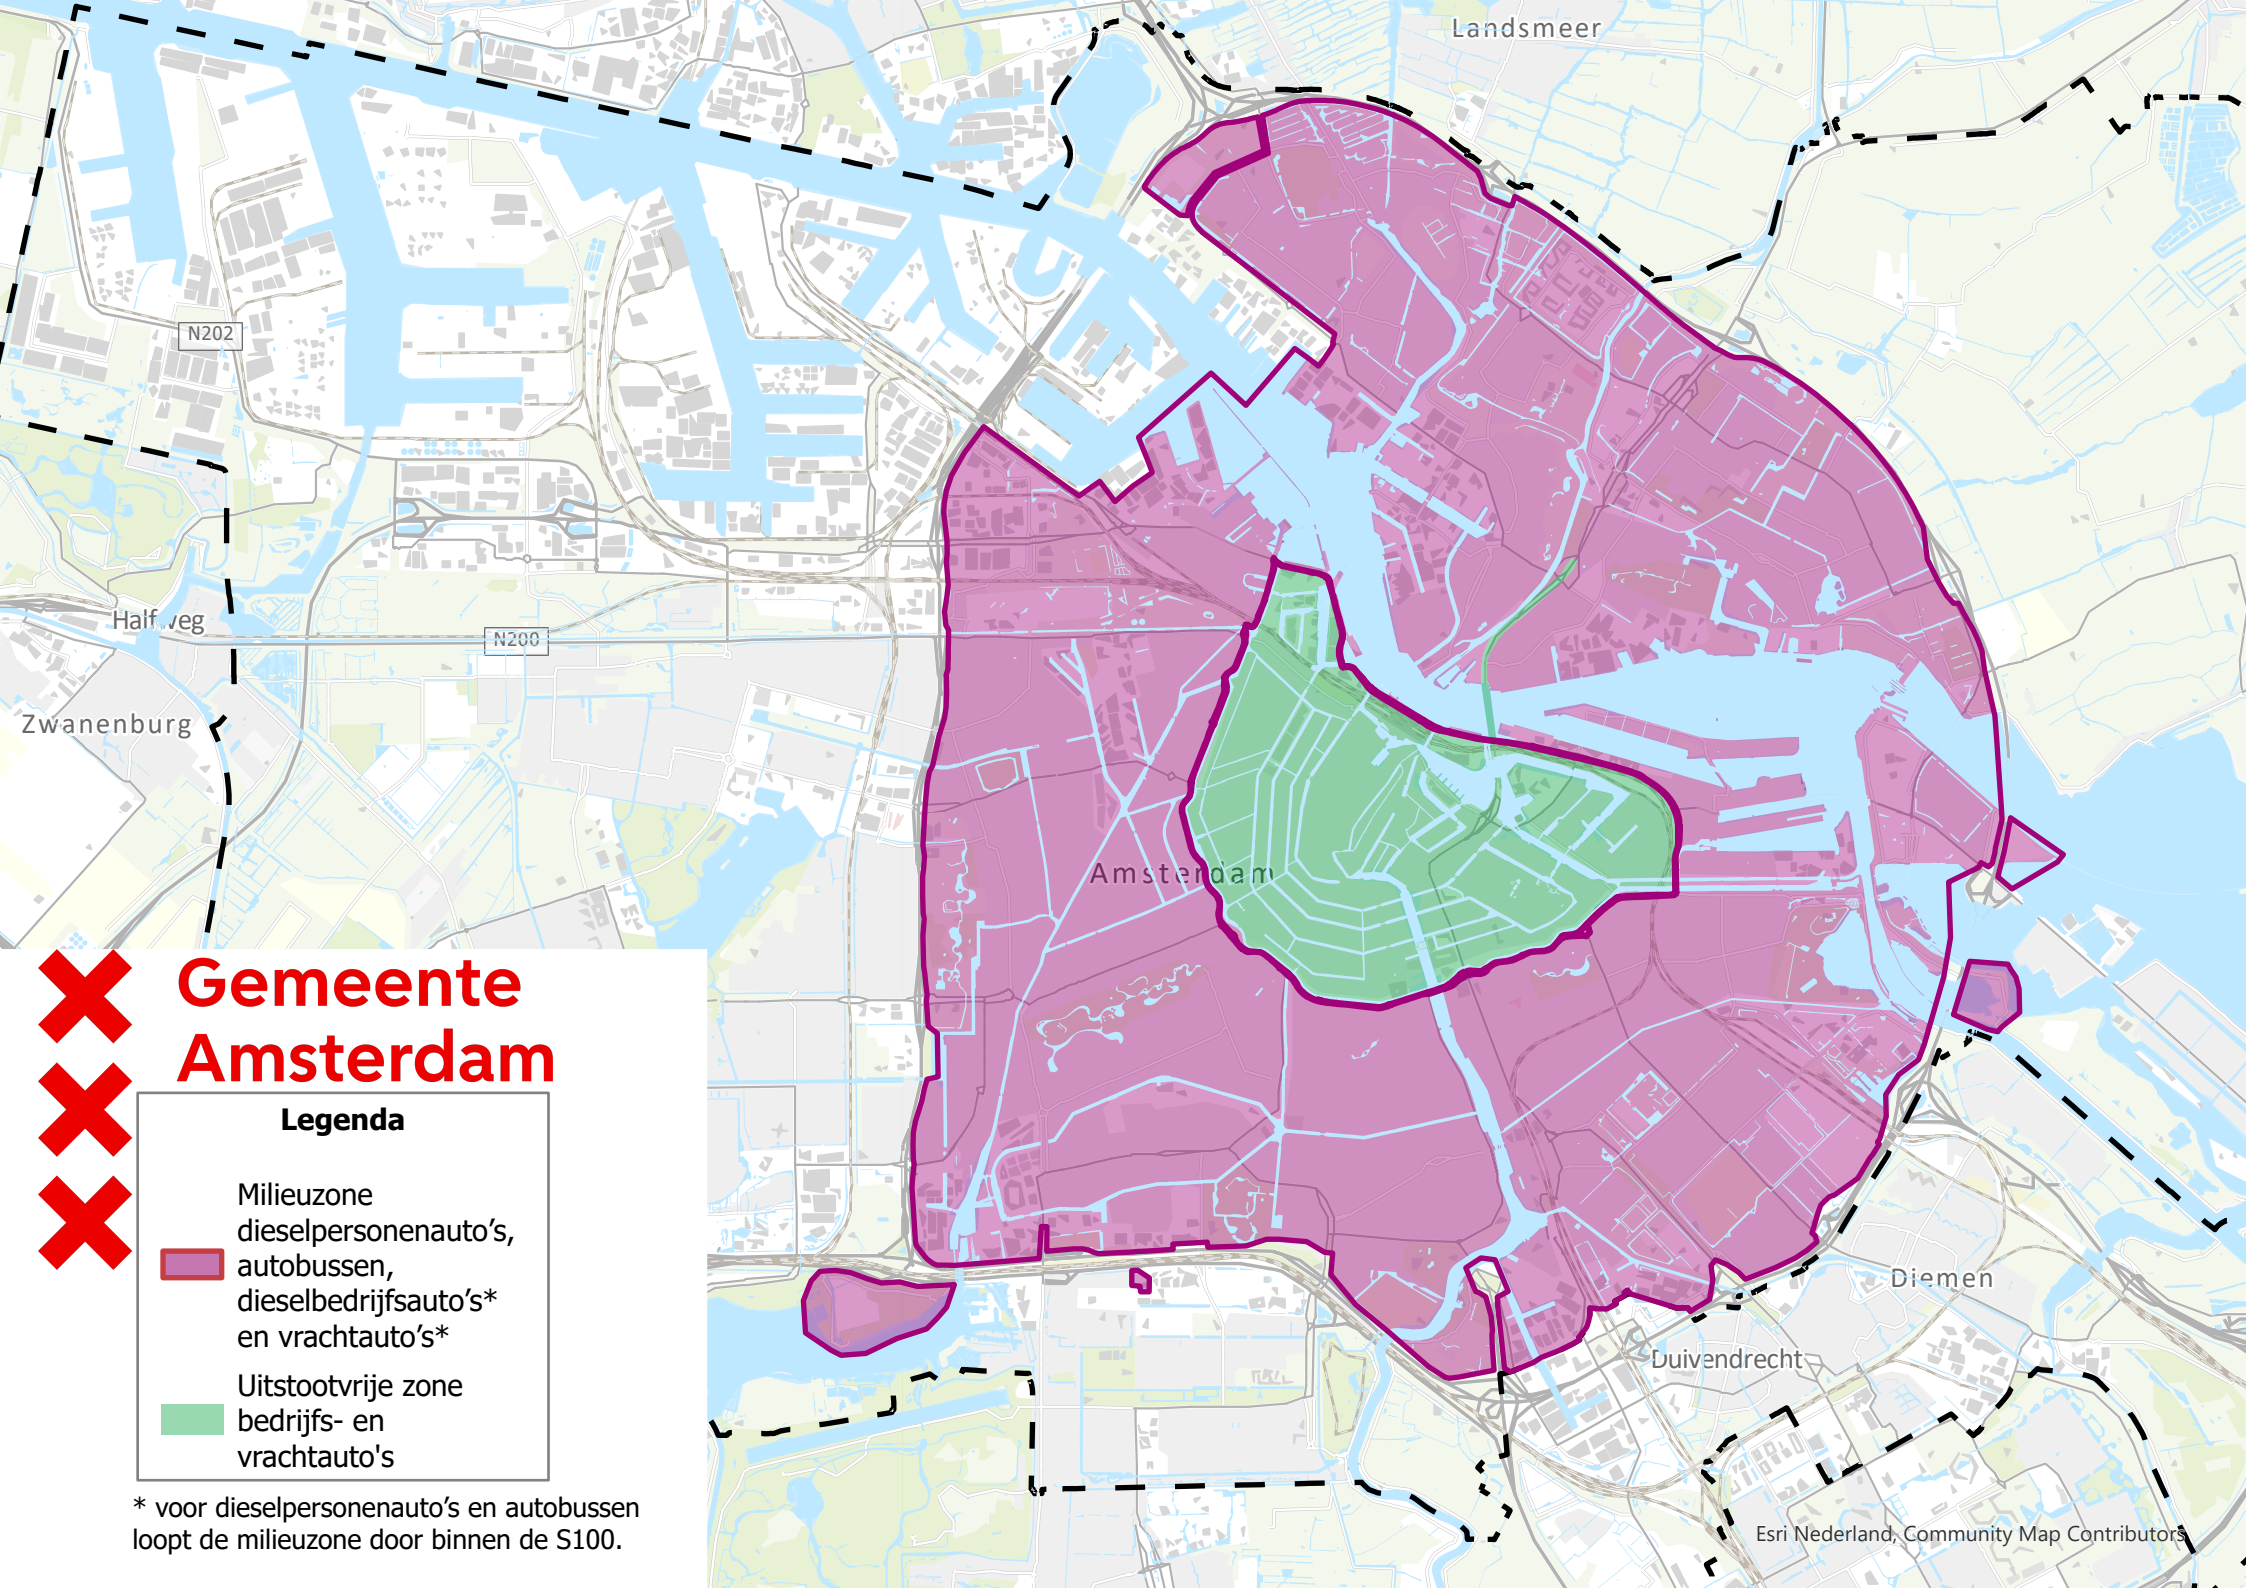 Landsmeer
N202
Halfweg
N200
Zwanenburg
Amsterdam
Gemeente
Amsterdam
Legenda
Milieuzone
dieselpersonenauto’s,
autobussen,
dieselbedrijfsauto’s*
en vrachtauto’s*
Uitstootvrije zone
bedrijfs- en
vrachtauto's
* voor dieselpersonenauto’s en autobussen
loopt de milieuzone door binnen de S100.
Diemen
Duivendrecht
Esri Nederland, Community Map Contributors